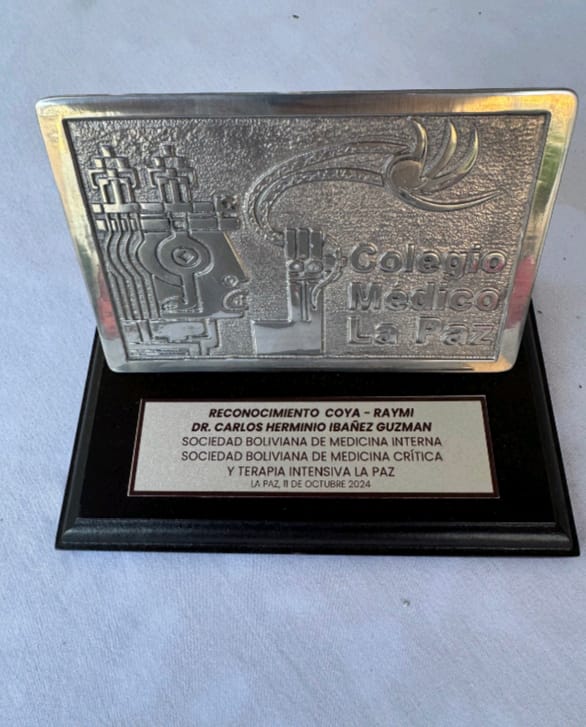 Colegio
Médico
La Paz
RECONOCIMIENTO COYA - RAYMI
DR. CARLOS HERMINIO IBAÑEZ GUZMAN
SOCIEDAD BOLIVIANA DE MEDICINA INTERNA
SOCIEDAD BOLIVIANA DE MEDICINA CRÍTICA
Y TERAPIA INTENSIVA LA PAZ
LA PAZ, 11 DE OCTUBRE 2024